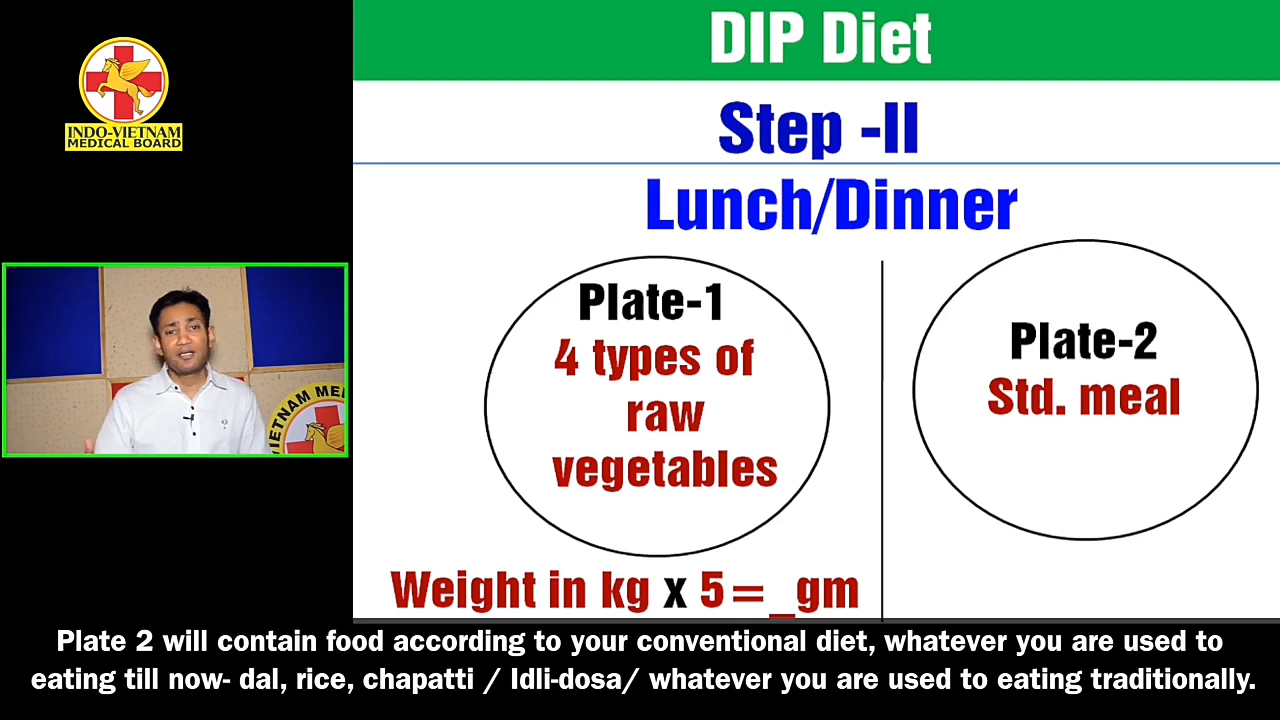 INDO-VIETNAM
MEDICAL BOARD
DIP Diet
Step -II
Lunch/Dinner
Plate-1
4 types of
raw
vegetables
Plate-2
Std. meal
Weight in kg x 5=_gm
VIETNAM ME
Plate 2 will contain food according to your conventional diet, whatever you are used to
eating till now- dal, rice, chapatti / Idli-dosa/ whatever you are used to eating traditionally.